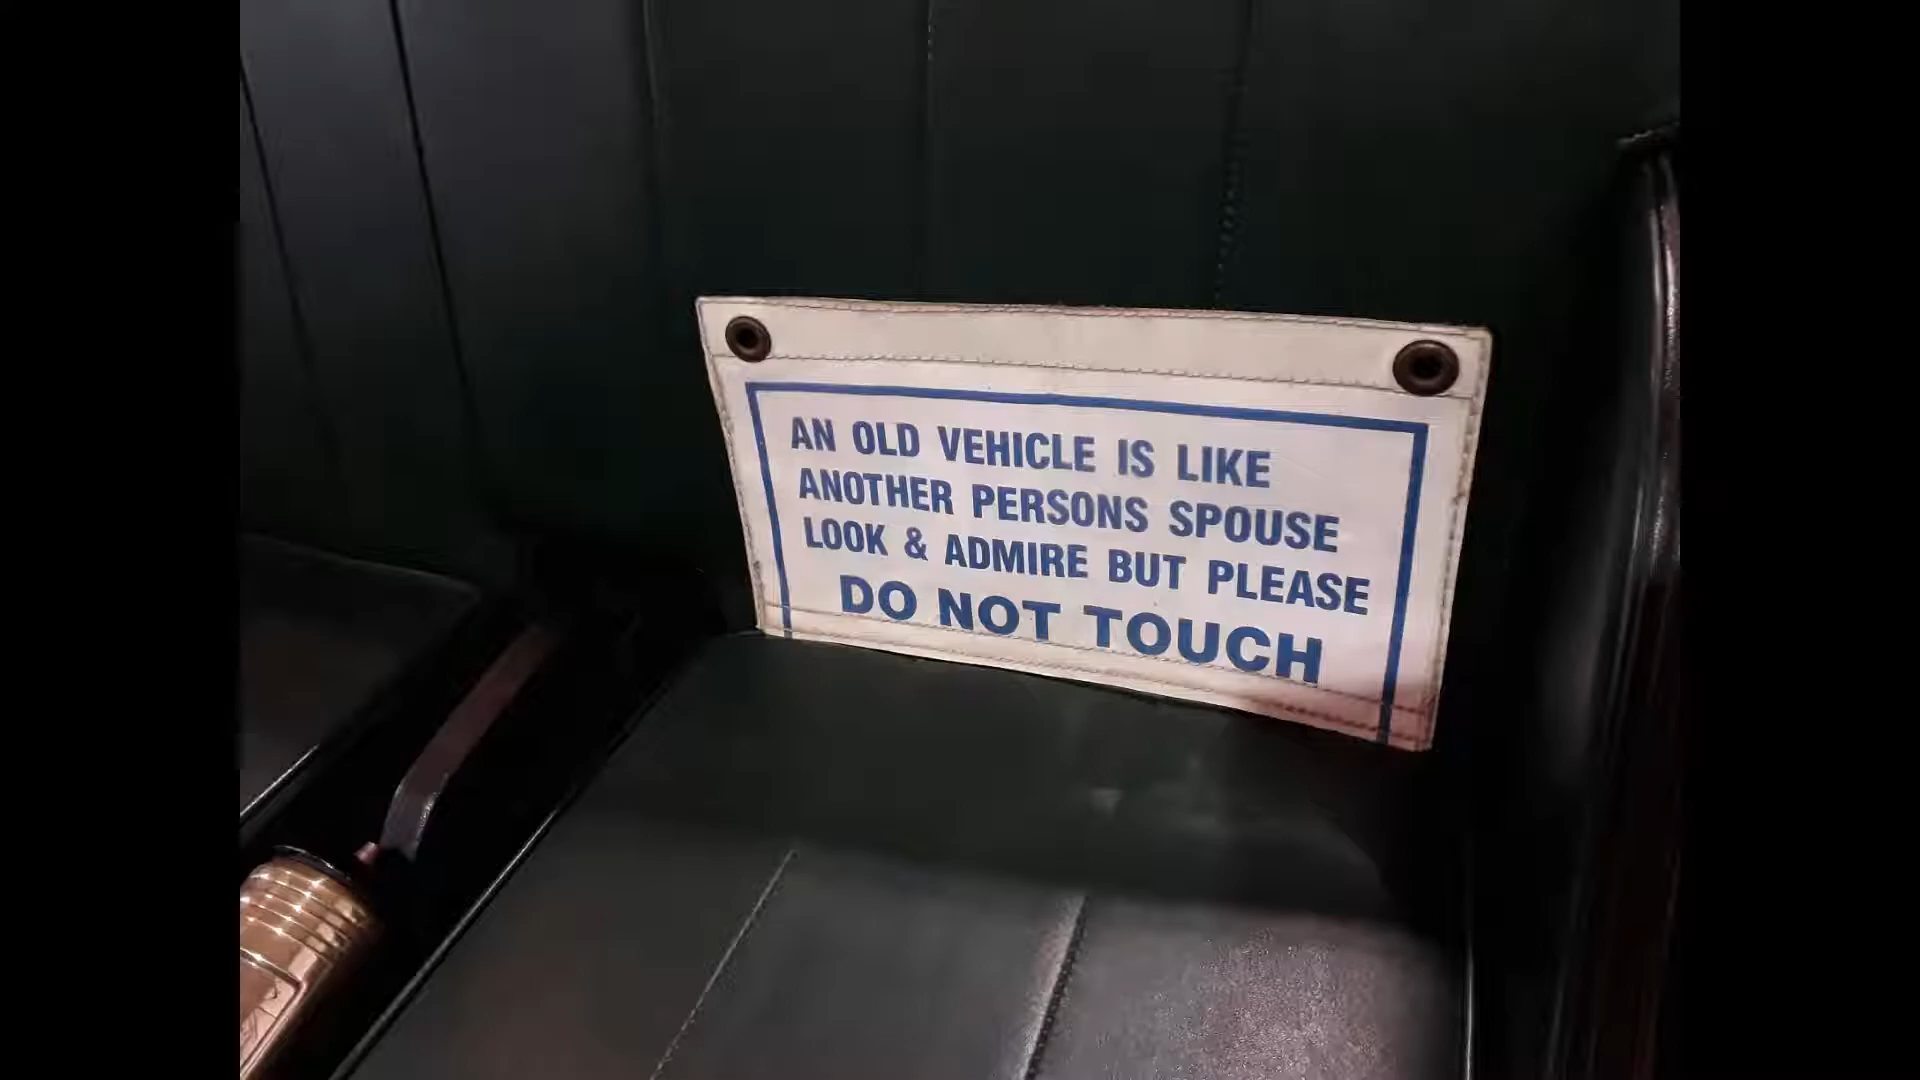 AN OLD VEHICLE IS LIKE
ANOTHER PERSONS SPOUSE
LOOK & ADMIRE BUT PLEASE
DO NOT TOUCH